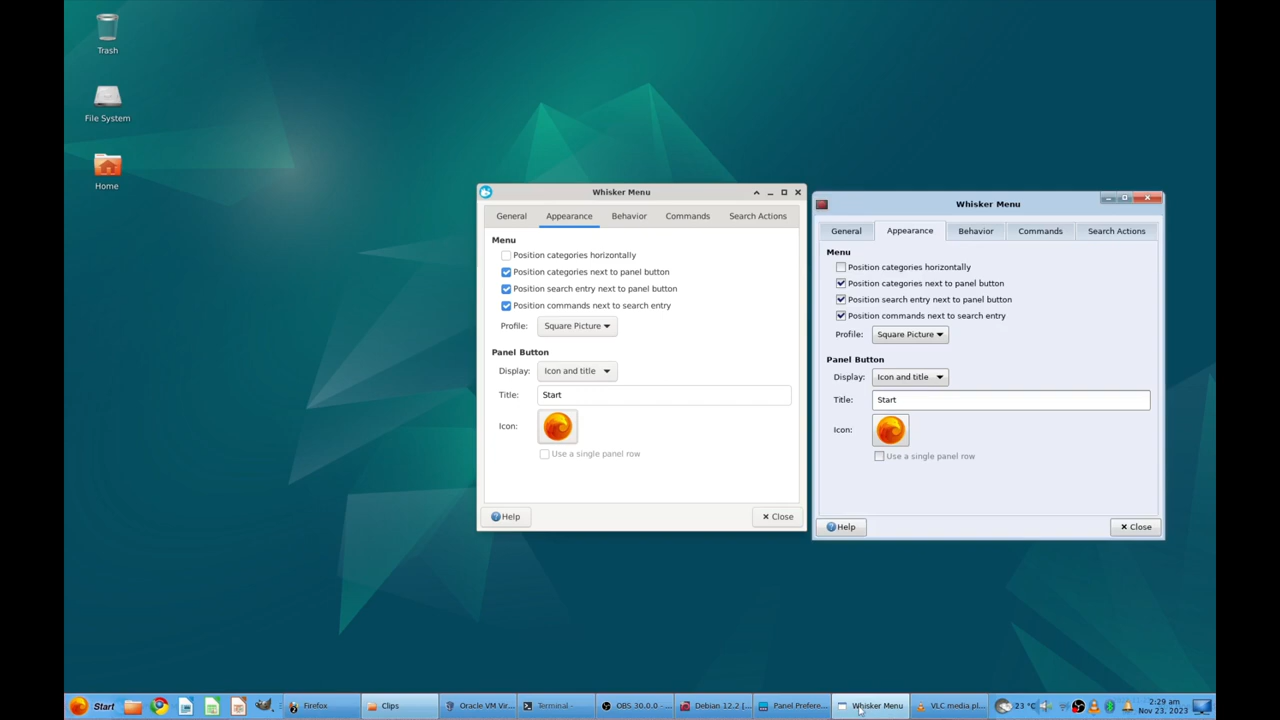 Trash
File System
Home
Whisker Menu
General Appearance Behavior Commands Search Actions
Menu
Position categories horizontally
Position categories next to panel button
Position search entry next to panel button
Position commands next to search entry
Profile: Square Picture
Panel Button
Display: Icon and title
Title: Start
Icon:
Use a single panel row
Help Close
Whisker Menu
General Appearance Behavior Commands Search Actions
Menu
Position categories horizontally
Position categories next to panel button
Position search entry next to panel button
Position commands next to search entry
Profile: Square Picture
Panel Button
Display: Icon and title
Title: Start
Icon:
Use a single panel row
Help Close
Start Firefox Clips Oracle VM Vir... Terminal - OBS 30.0.0 - ... Debian 12.2 [... Panel Prefere... Whisker Menu VLC media pl... 23 °C 2:29 am
Nov 23, 2023